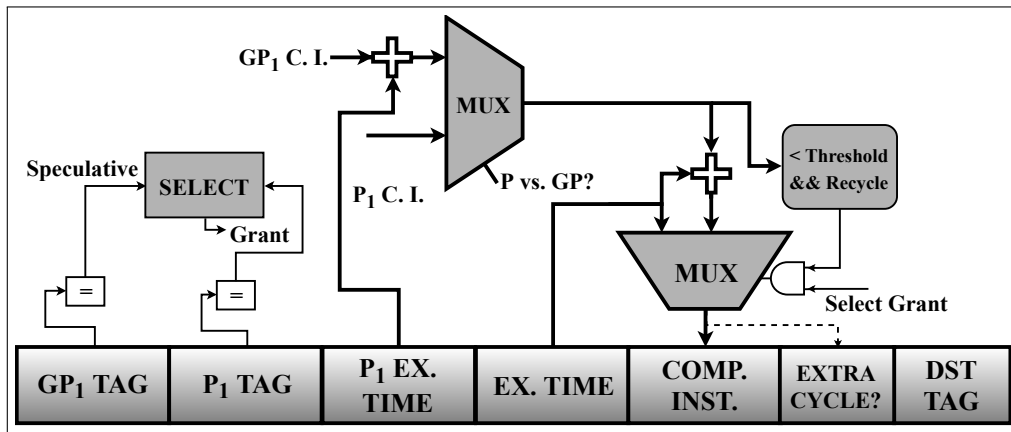 GP1 C. I.
MUX
Speculative
SELECT
P1 C. I.
P vs. GP?
< Threshold
&& Recycle
Grant
=
=
MUX
Select Grant
GP1 TAG
P1 TAG
P1 EX.
TIME
EX. TIME
COMP.
INST.
EXTRA
CYCLE?
DST
TAG